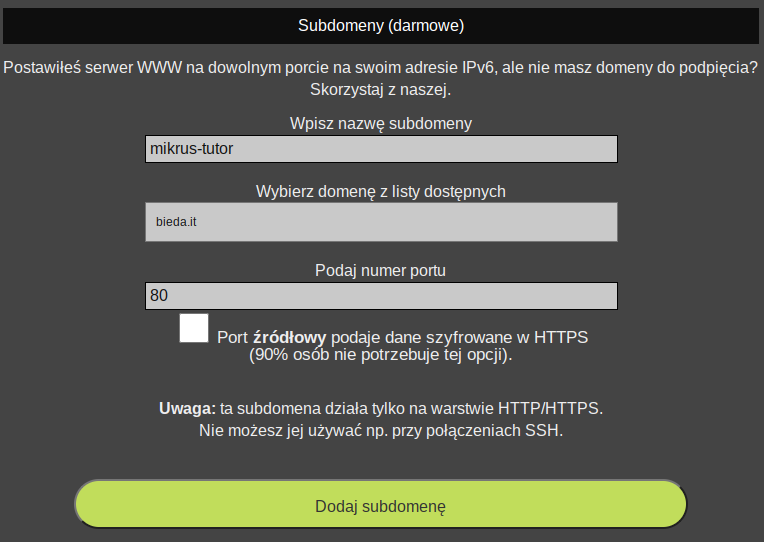 Subdomeny (darmowe)
Postawiłeś serwer WWW na dowolnym porcie na swoim adresie IPv6, ale nie masz domeny do podpięcia?
Skorzystaj z naszej.
Wpisz nazwę subdomeny
mikrus-tutor
Wybierz domenę z listy dostępnych
bieda.it
Podaj numer portu
80
Port źródłowy podaje dane szyfrowane w HTTPS
(90% osób nie potrzebuje tej opcji).
Uwaga: ta subdomena działa tylko na warstwie HTTP/HTTPS.
Nie możesz jej używać np. przy połączeniach SSH.
Dodaj subdomenę